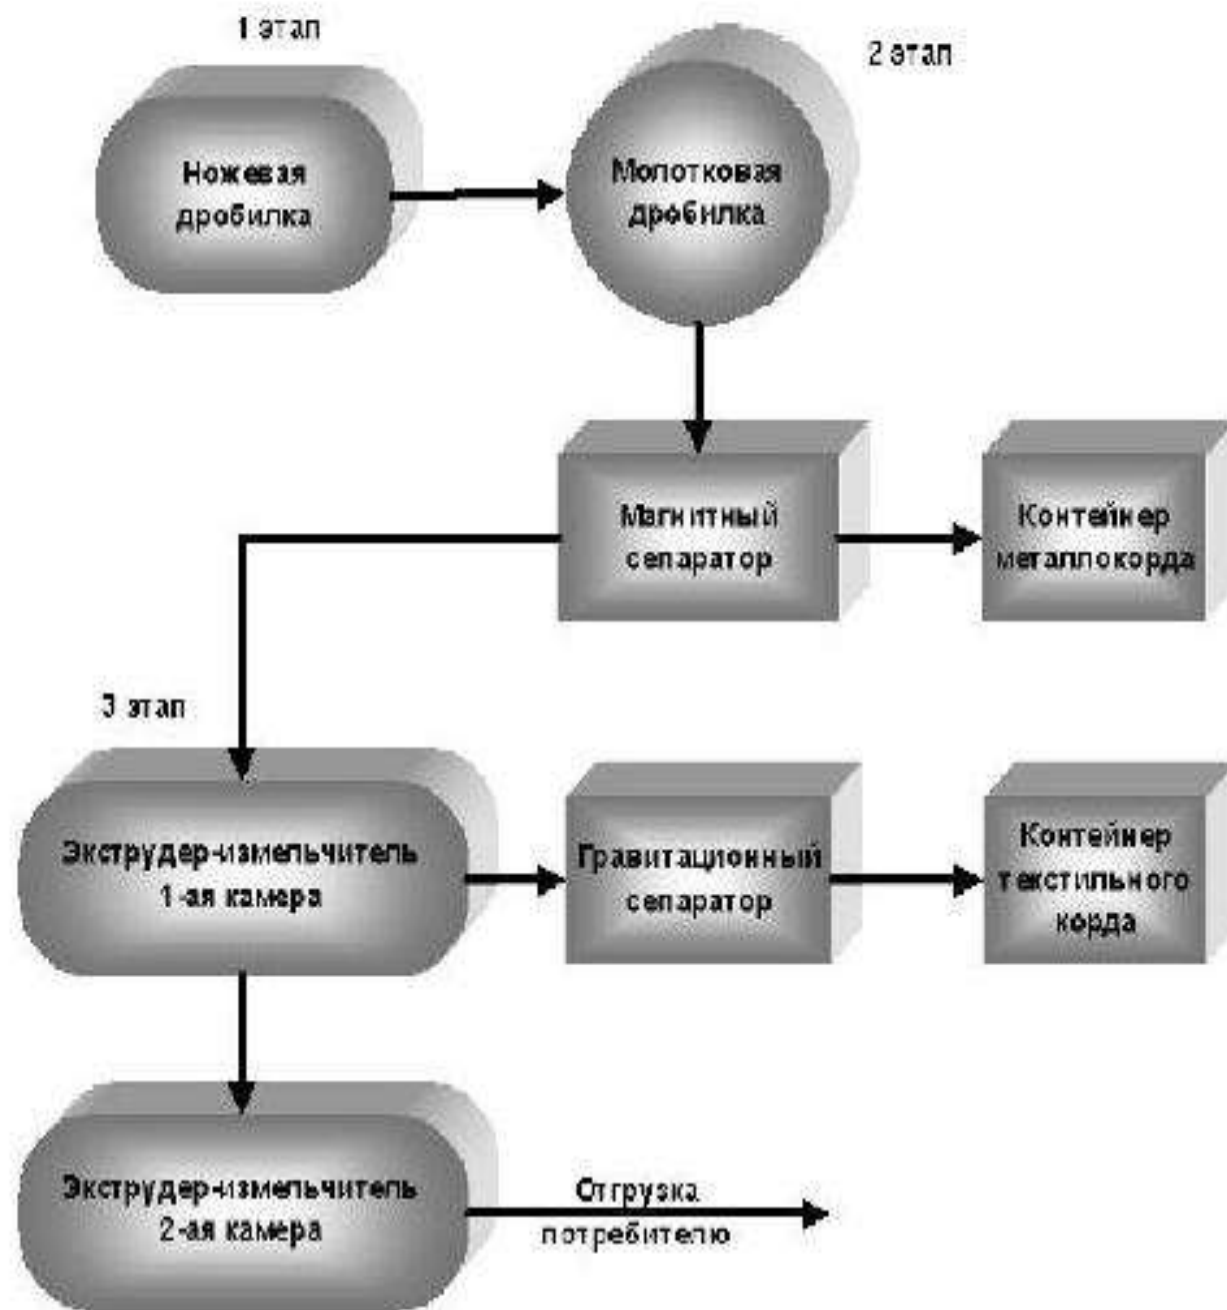 1 этап
2 этап
Ножевая
дробилка
Молотковая
дробилка
Магнитный
сепаратор
Контейнер
металлокорда
3 этап
Экструдер-измельчитель
1-ая камера
Гравитационный
сепаратор
Контейнер
текстильного
корда
Экструдер-измельчитель
2-ая камера
Отгрузка
потребителю